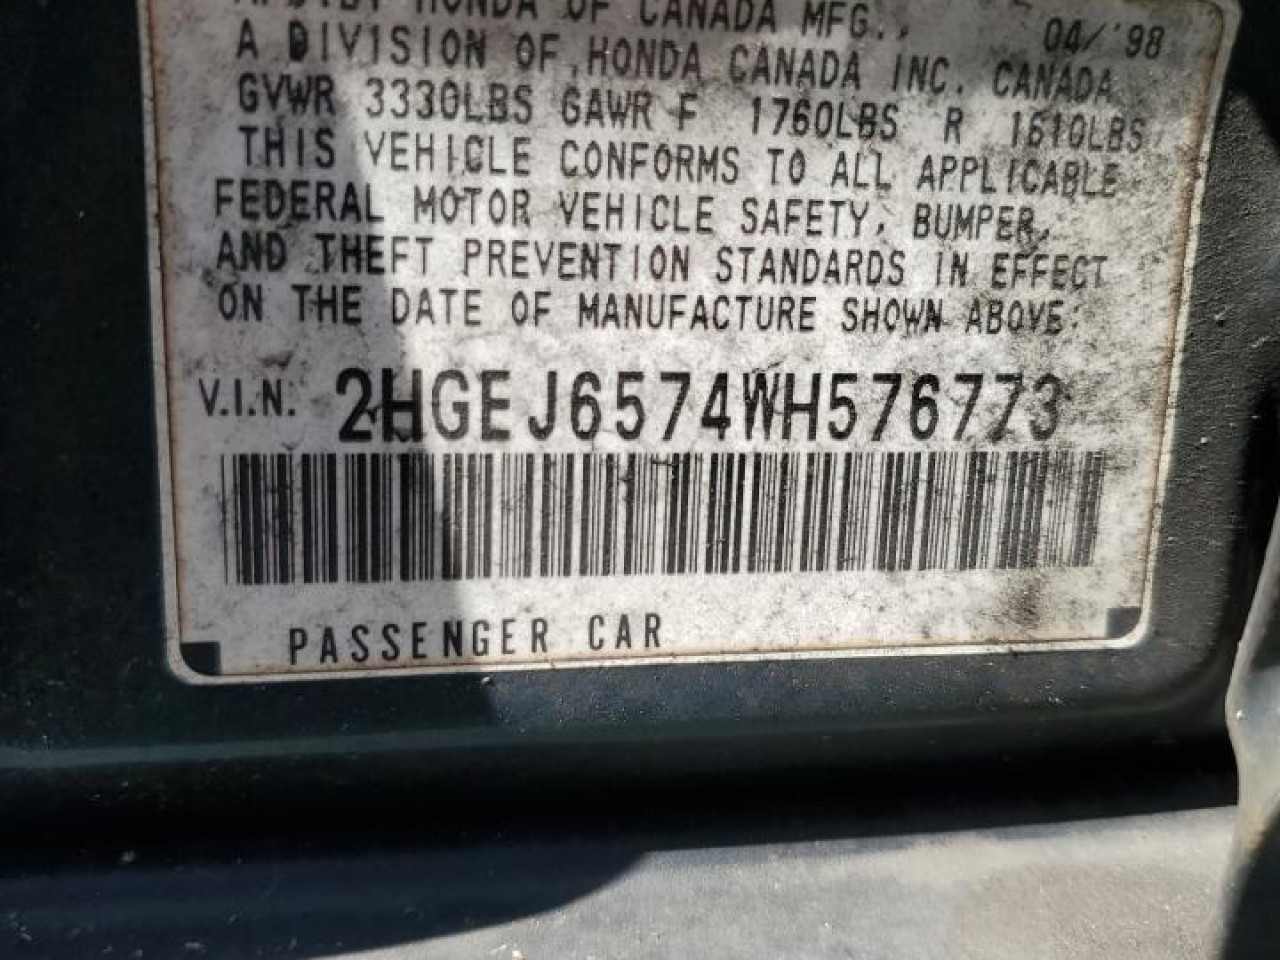 HONDA OF CANADA MFG., 04/'98
A DIVISION OF HONDA CANADA INC. CANADA
GVWR 3330LBS GAWR F 1760LBS R 1610LBS
THIS VEHICLE CONFORMS TO ALL APPLICABLE
FEDERAL MOTOR VEHICLE SAFETY, BUMPER,
AND THEFT PREVENTION STANDARDS IN EFFECT
ON THE DATE OF MANUFACTURE SHOWN ABOVE.
V.I.N: 2HGEJ6574WH576773
PASSENGER CAR